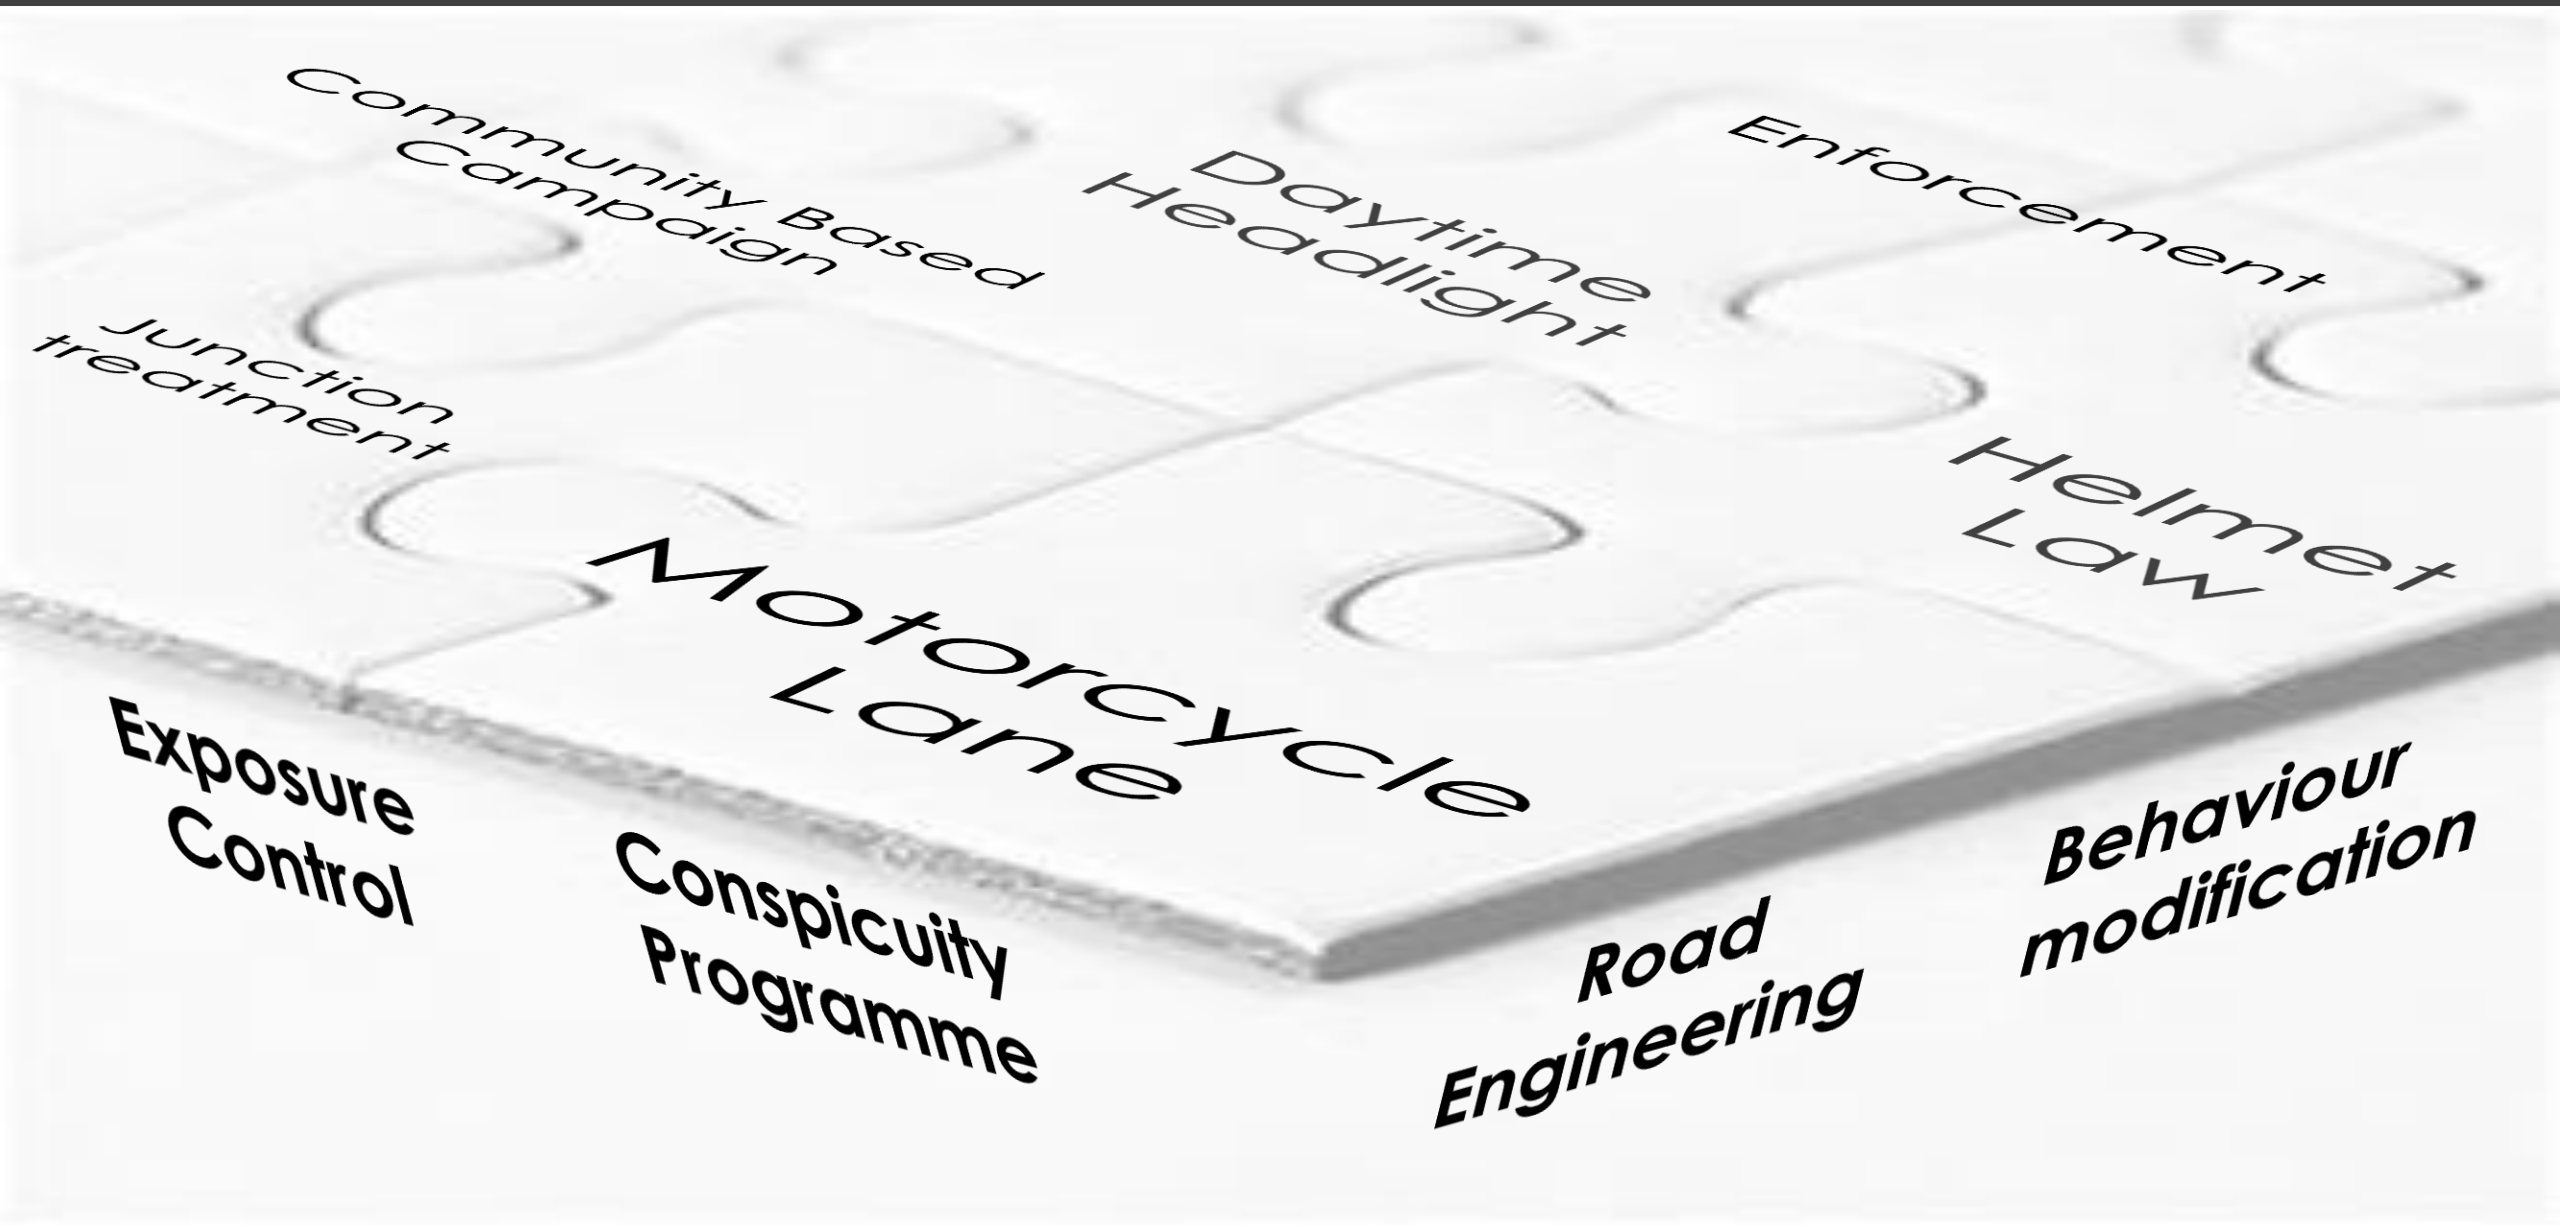 Community Based
Campaign
Daytime
Headlight
Enforcement
Junction
treatment
Helmet
Law
Motorcycle
Lane
Exposure
Control
Conspicuity
Programme
Road
Engineering
Behaviour
modification